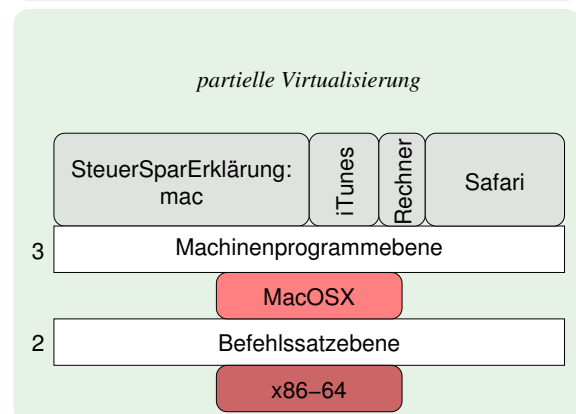 partielle Virtualisierung
SteuerSparErklärung:
mac
iTunes
Rechner
Safari
3
Machinenprogrammebene
MacOSX
2
Befehlssatzebene
x86–64